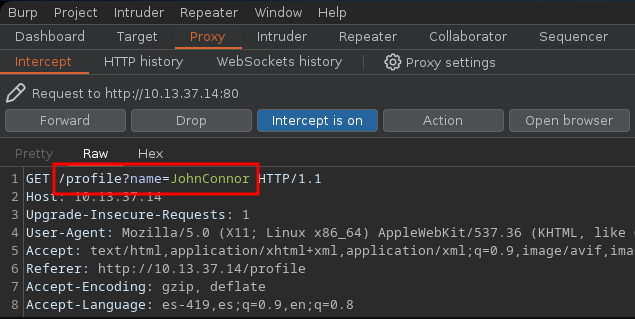 Burp Project Intruder Repeater Window Help
Dashboard Target Proxy Intruder Repeater Collaborator Sequencer
Intercept HTTP history WebSockets history Proxy settings
Request to http://10.13.37.14:80
Forward Drop Intercept is on Action Open browser
Pretty Raw Hex
1 GET /profile?name=JohnConnor HTTP/1.1
2 Host: 10.13.37.14
3 Upgrade-Insecure-Requests: 1
4 User-Agent: Mozilla/5.0 (X11; Linux x86_64) AppleWebKit/537.36 (KHTML, like
5 Accept: text/html,application/xhtml+xml,application/xml;q=0.9,image/avif,ima
6 Referer: http://10.13.37.14/profile
7 Accept-Encoding: gzip, deflate
8 Accept-Language: es-419,es;q=0.9,en;q=0.8